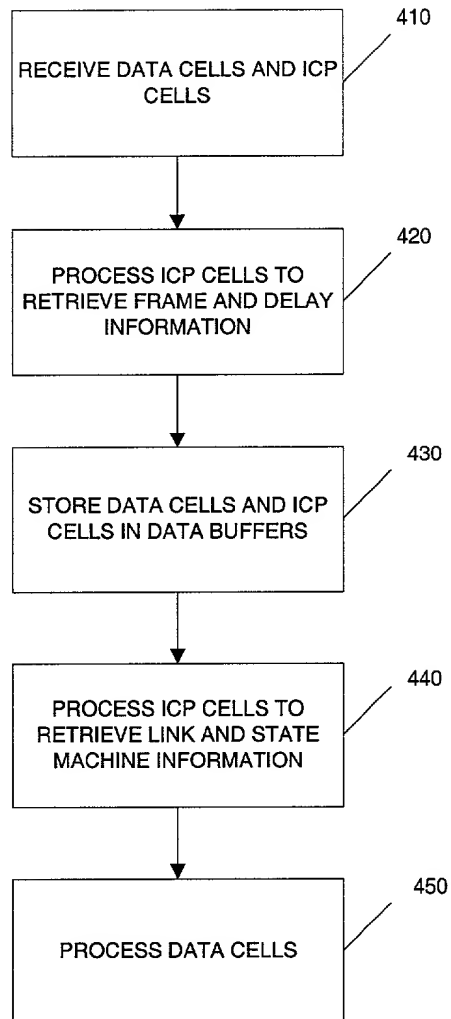 410
RECEIVE DATA CELLS AND ICP
CELLS
420
PROCESS ICP CELLS TO
RETRIEVE FRAME AND DELAY
INFORMATION
430
STORE DATA CELLS AND ICP
CELLS IN DATA BUFFERS
440
PROCESS ICP CELLS TO
RETRIEVE LINK AND STATE
MACHINE INFORMATION
450
PROCESS DATA CELLS